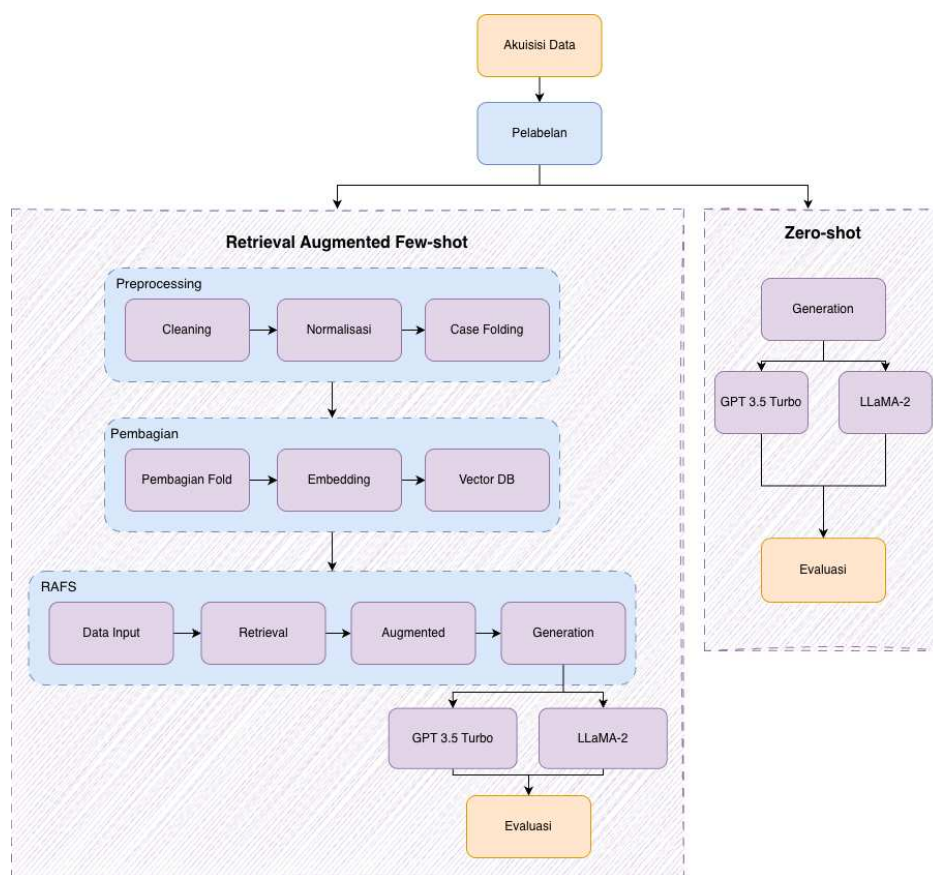 Akuisisi Data
Pelabelan
Retrieval Augmented Few-shot
Preprocessing
Cleaning
Normalisasi
Case Folding
Pembagian
Pembagian Fold
Embedding
Vector DB
RAFS
Data Input
Retrieval
Augmented
Generation
GPT 3.5 Turbo
LLaMA-2
Evaluasi
Zero-shot
Generation
GPT 3.5 Turbo
LLaMA-2
Evaluasi